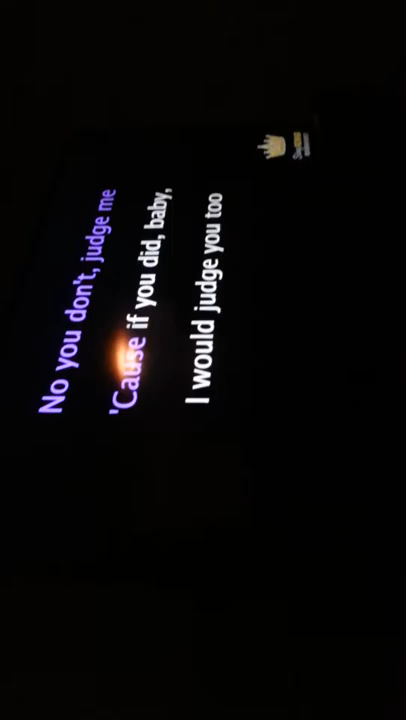 No you don't, judge me
'Cause if you did, baby,
I would judge you too